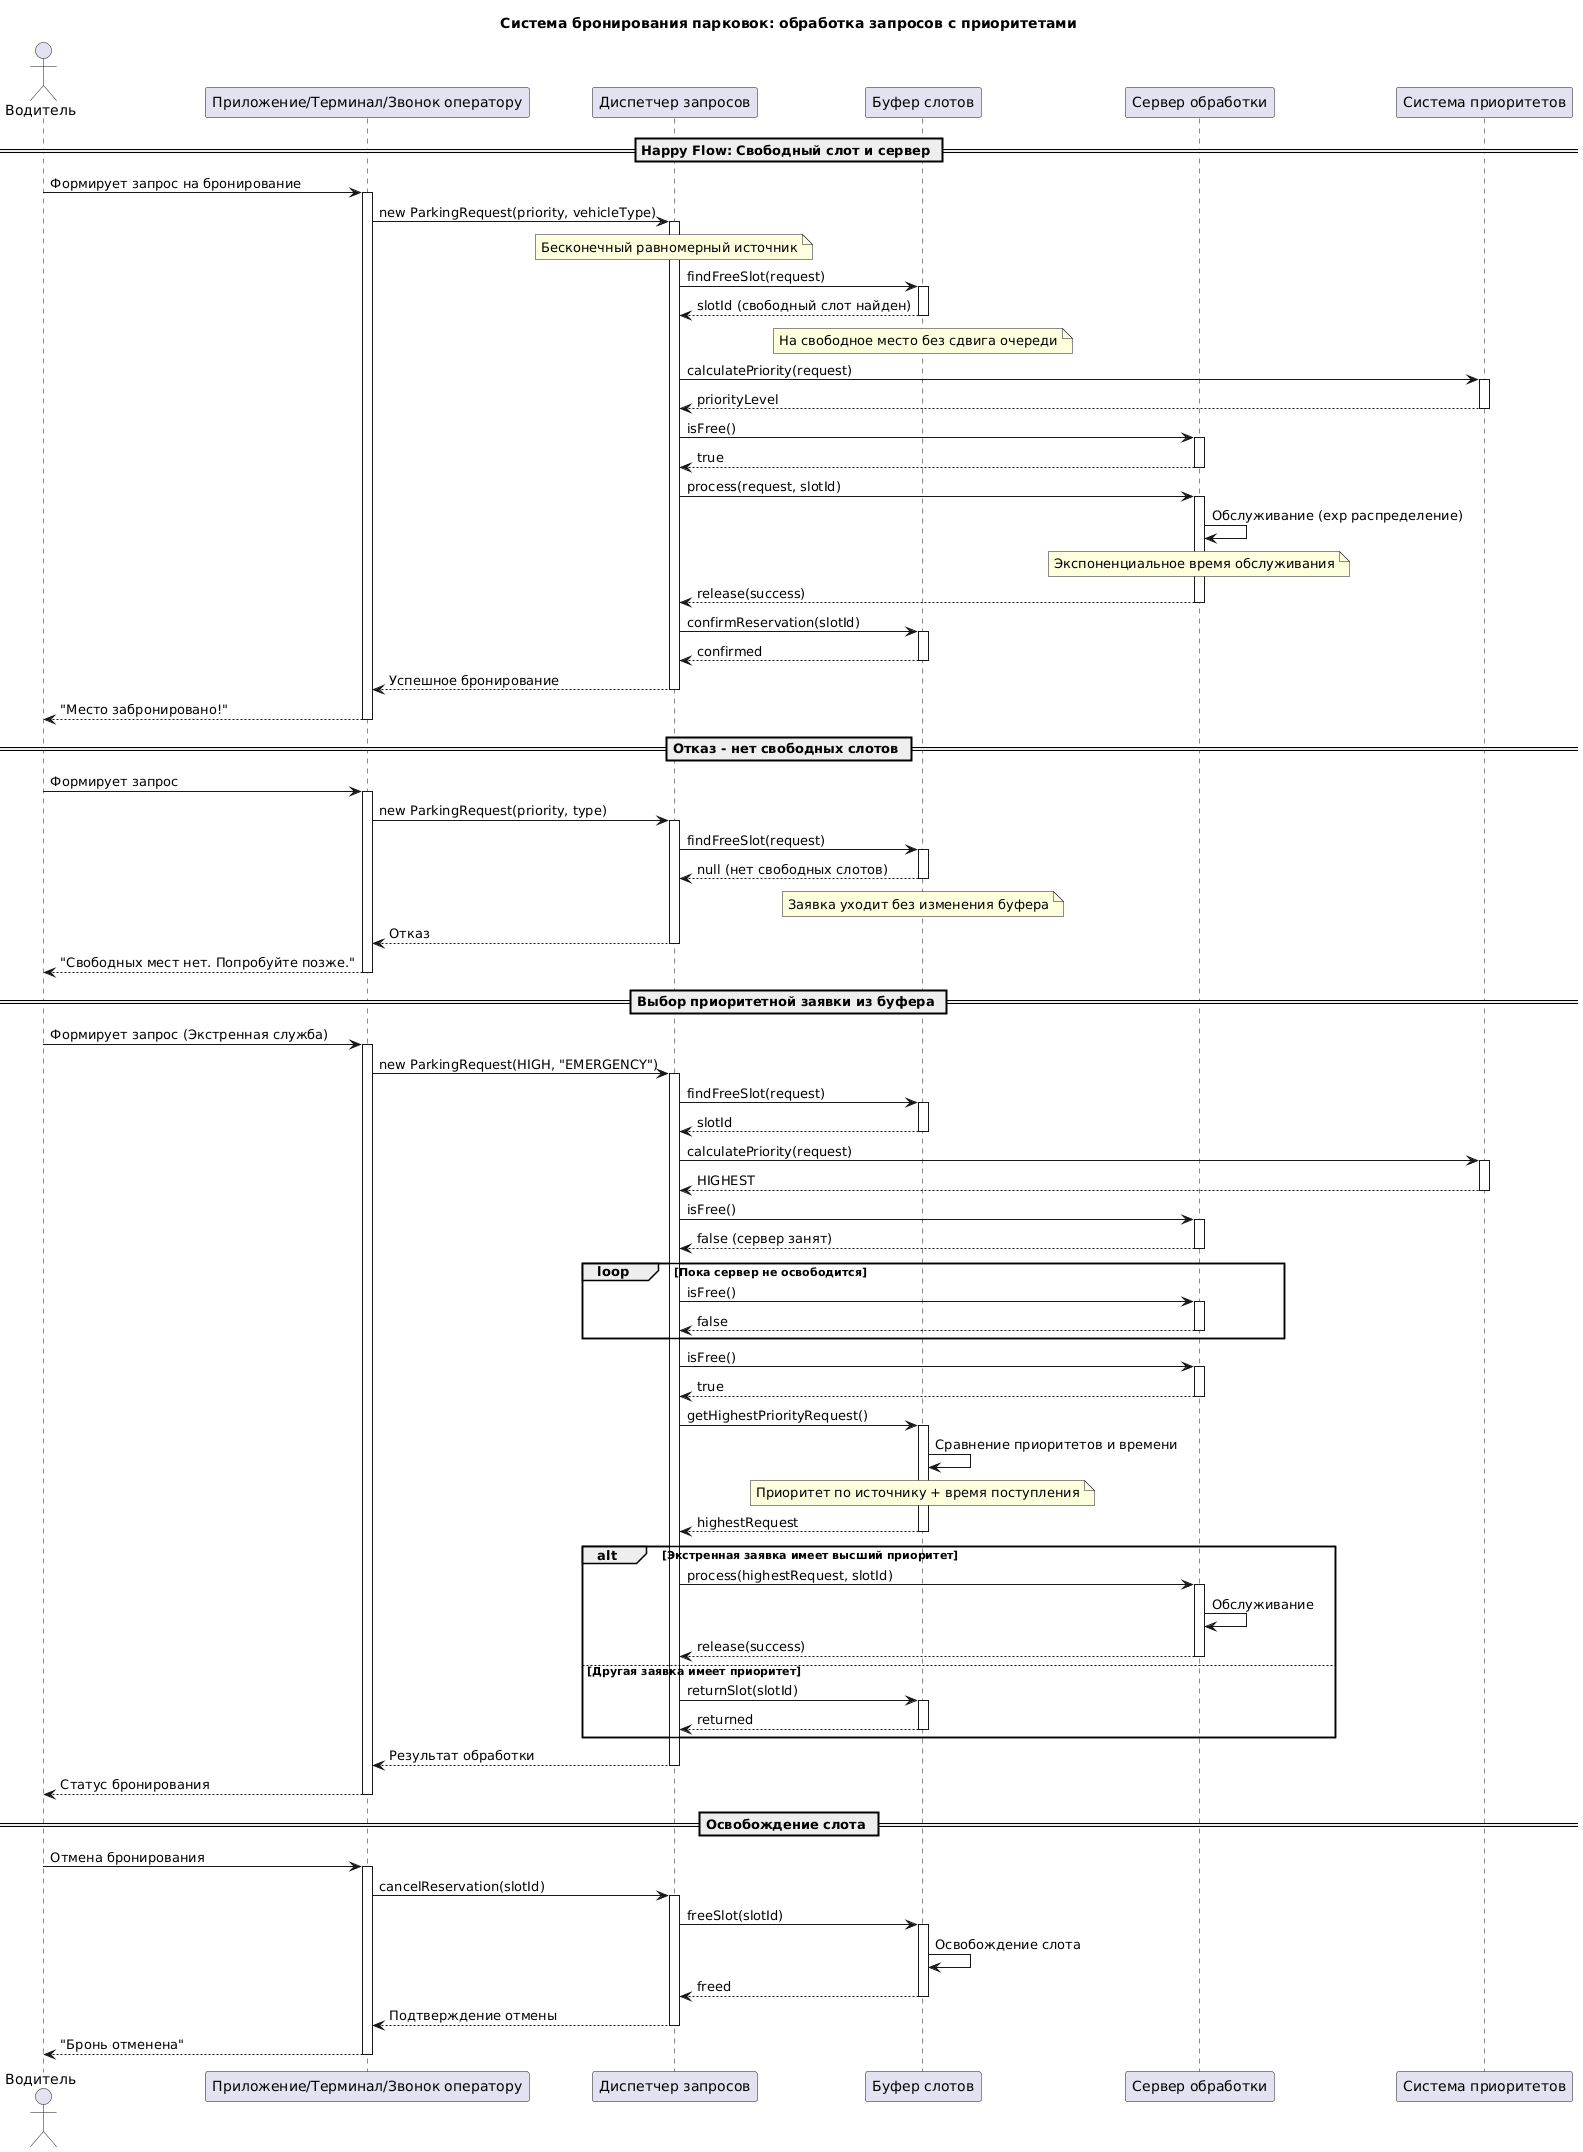 Система бронирования парковок: обработка запросов с приоритетами
Водитель
Приложение/Терминал/Звонок оператору
Диспетчер запросов
Буфер слотов
Сервер обработки
Система приоритетов
Happy Flow: Свободный слот и сервер
Формирует запрос на бронирование
new ParkingRequest(priority, vehicleType)
Бесконечный равномерный источник
findFreeSlot(request)
slotId (свободный слот найден)
На свободное место без сдвига очереди
calculatePriority(request)
priorityLevel
isFree()
true
process(request, slotId)
Обслуживание (exp распределение)
Экспоненциальное время обслуживания
release(success)
confirmReservation(slotId)
confirmed
Успешное бронирование
"Место забронировано!"
Отказ - нет свободных слотов
Формирует запрос
new ParkingRequest(priority, type)
findFreeSlot(request)
null (нет свободных слотов)
Заявка уходит без изменения буфера
Отказ
"Свободных мест нет. Попробуйте позже."
Выбор приоритетной заявки из буфера
Формирует запрос (Экстренная служба)
new ParkingRequest(HIGH, "EMERGENCY")
findFreeSlot(request)
slotId
calculatePriority(request)
HIGHEST
isFree()
false (сервер занят)
loop [Пока сервер не освободится]
isFree()
false
isFree()
true
getHighestPriorityRequest()
Сравнение приоритетов и времени
Приоритет по источнику + время поступления
highestRequest
alt [Экстренная заявка имеет высший приоритет]
process(highestRequest, slotId)
Обслуживание
release(success)
[Другая заявка имеет приоритет]
returnSlot(slotId)
returned
Результат обработки
Статус бронирования
Освобождение слота
Отмена бронирования
cancelReservation(slotId)
freeSlot(slotId)
Освобождение слота
freed
Подтверждение отмены
"Бронь отменена"
Водитель
Приложение/Терминал/Звонок оператору
Диспетчер запросов
Буфер слотов
Сервер обработки
Система приоритетов